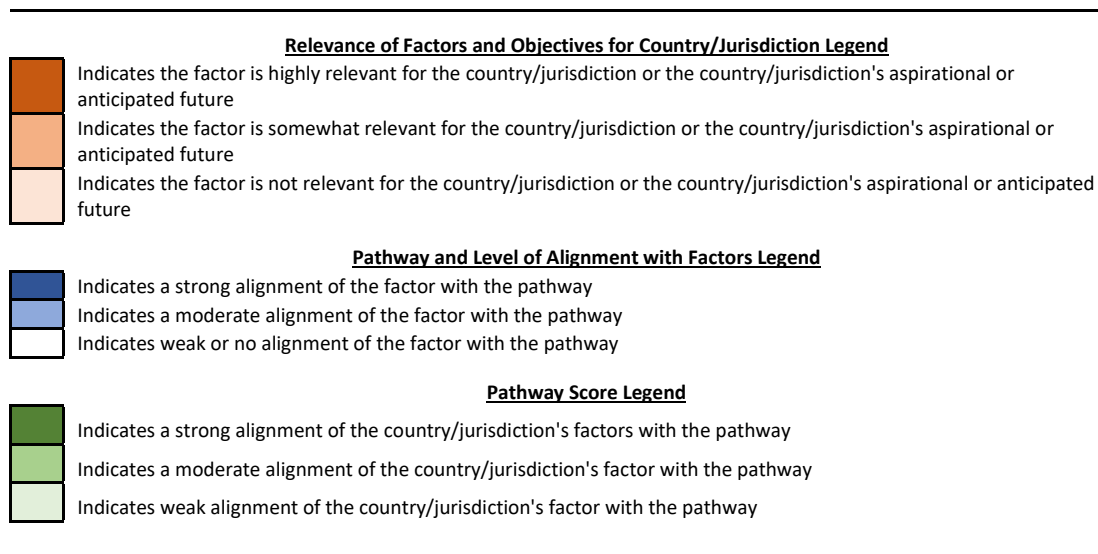 Relevance of Factors and Objectives for Country/Jurisdiction Legend
Indicates the factor is highly relevant for the country/jurisdiction or the country/jurisdiction's aspirational or
anticipated future
Indicates the factor is somewhat relevant for the country/jurisdiction or the country/jurisdiction's aspirational or
anticipated future
Indicates the factor is not relevant for the country/jurisdiction or the country/jurisdiction's aspirational or anticipated
future
Pathway and Level of Alignment with Factors Legend
Indicates a strong alignment of the factor with the pathway
Indicates a moderate alignment of the factor with the pathway
Indicates weak or no alignment of the factor with the pathway
Pathway Score Legend
Indicates a strong alignment of the country/jurisdiction's factors with the pathway
Indicates a moderate alignment of the country/jurisdiction's factor with the pathway
Indicates weak alignment of the country/jurisdiction's factor with the pathway